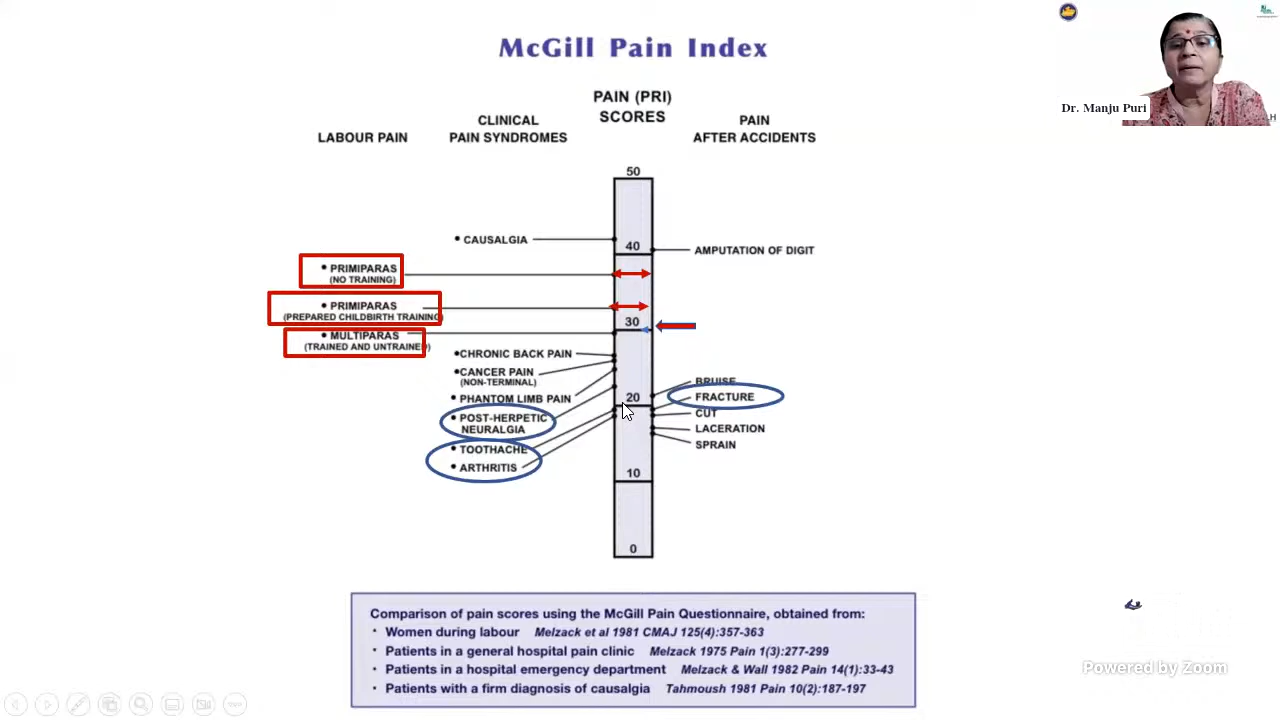 McGill Pain Index
PAIN (PRI)
SCORES
LABOUR PAIN
CLINICAL
PAIN SYNDROMES
PAIN
AFTER ACCIDENTS
50
• CAUSALGIA
40
AMPUTATION OF DIGIT
• PRIMIPARAS
(NO TRAINING)
• PRIMIPARAS
(PREPARED CHILDBIRTH TRAINING)
30
• MULTIPARAS
(TRAINED AND UNTRAINED)
•CHRONIC BACK PAIN
•CANCER PAIN
(NON-TERMINAL)
• PHANTOM LIMB PAIN
• POST-HERPETIC
NEURALGIA
• TOOTHACHE
• ARTHRITIS
20
BRUISE
FRACTURE
CUT
LACERATION
SPRAIN
10
0
Comparison of pain scores using the McGill Pain Questionnaire, obtained from:
• Women during labour Melzack et al 1981 CMAJ 125(4):357-363
• Patients in a general hospital pain clinic Melzack 1975 Pain 1(3):277-299
• Patients in a hospital emergency department Melzack & Wall 1982 Pain 14(1):33-43
• Patients with a firm diagnosis of causalgia Tahmoush 1981 Pain 10(2):187-197
Dr. Manju Puri
Powered by Zoom